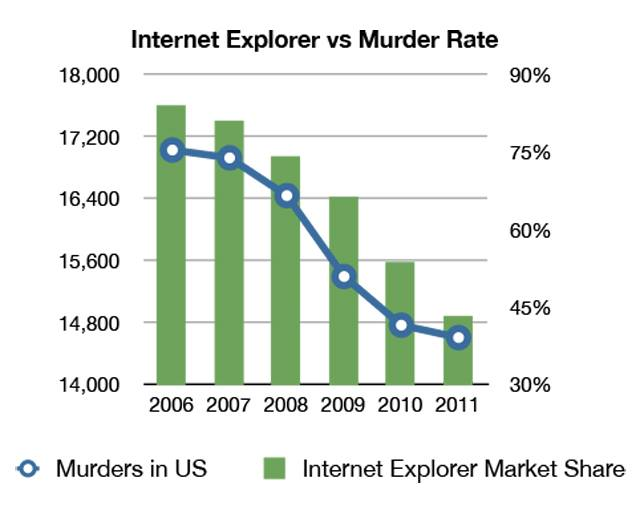 Internet Explorer vs Murder Rate
18,000 90%
17,200 75%
16,400 60%
15,600 45%
14,800
14,000 30%
2006 2007 2008 2009 2010 2011
Murders in US Internet Explorer Market Share